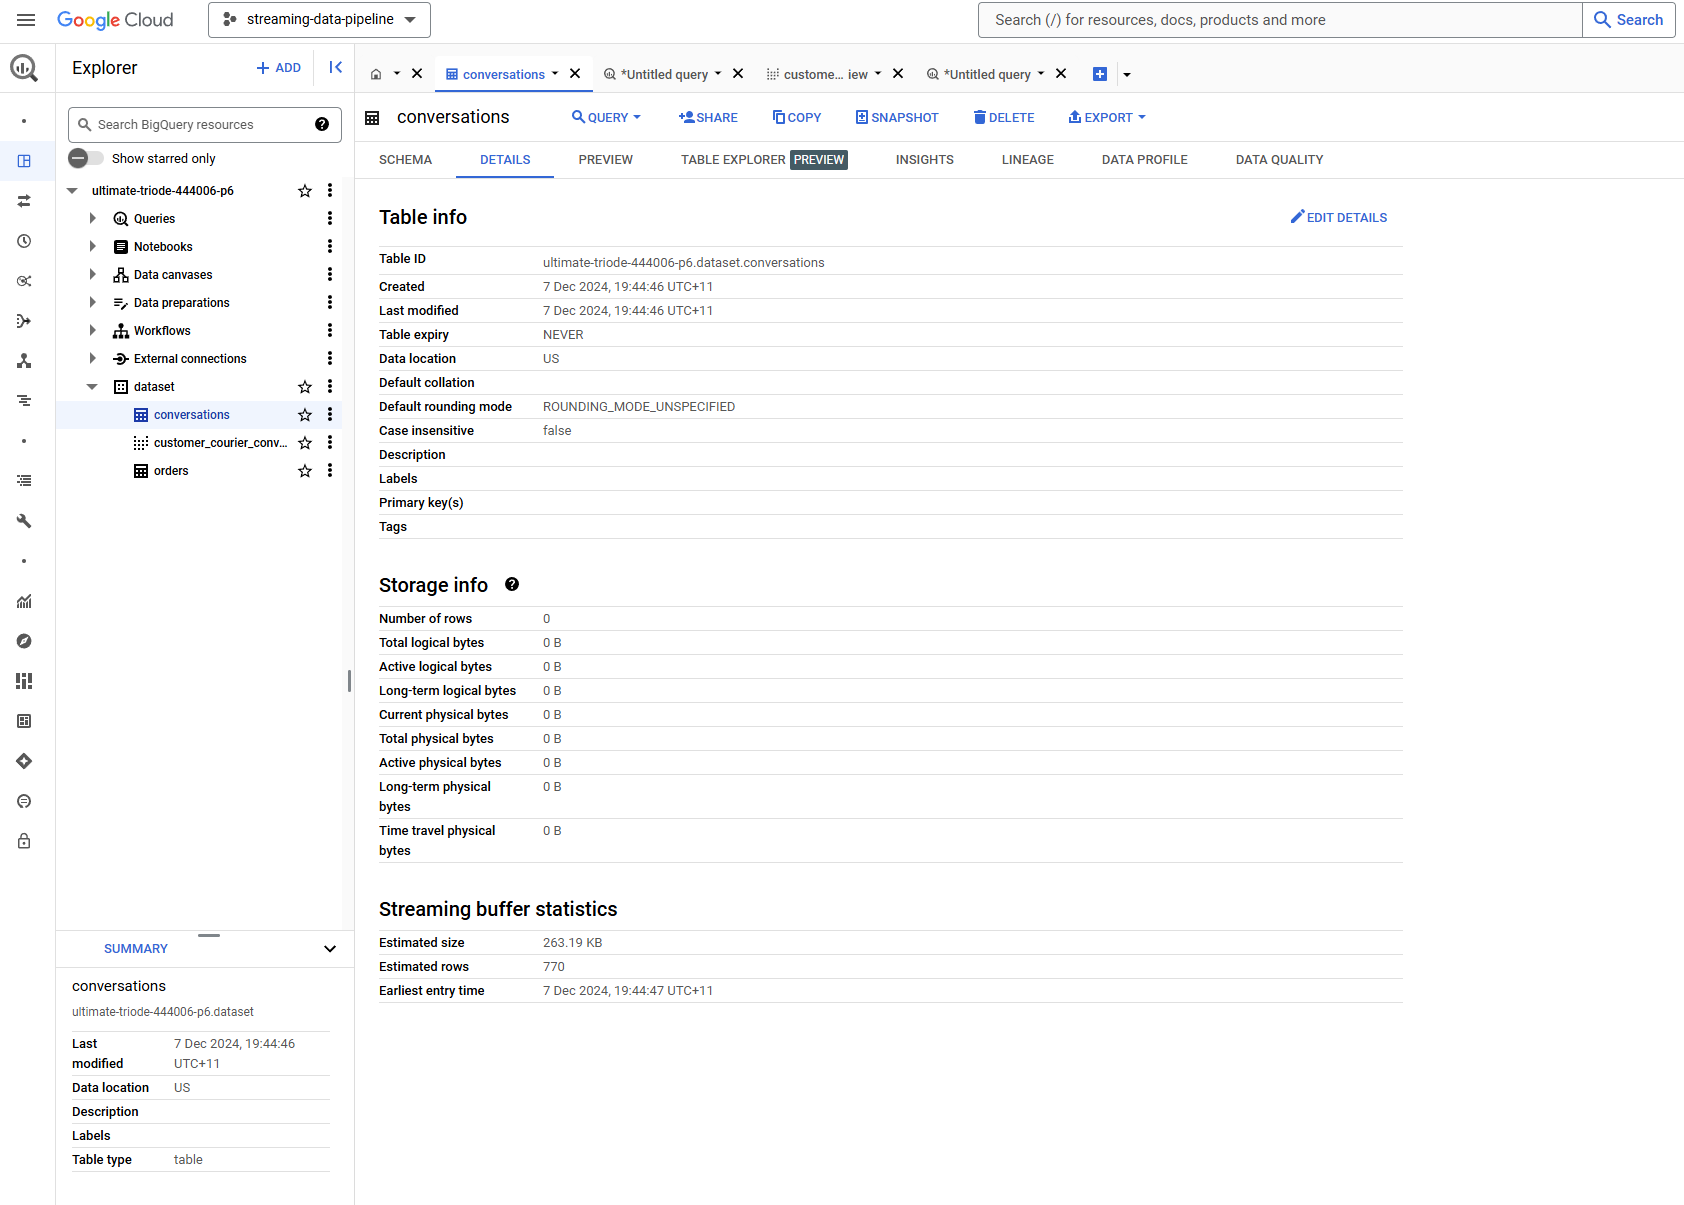 Google Cloud
streaming-data-pipeline
Search (/) for resources, docs, products and more
Search
Explorer
ADD
conversations
*Untitled query
custome... iew
*Untitled query
Search BigQuery resources
Show starred only
ultimate-triode-444006-p6
Queries
Notebooks
Data canvases
Data preparations
Workflows
External connections
dataset
conversations
customer_courier_conv...
orders
conversations
QUERY
SHARE
COPY
SNAPSHOT
DELETE
EXPORT
SCHEMA
DETAILS
PREVIEW
TABLE EXPLORER PREVIEW
INSIGHTS
LINEAGE
DATA PROFILE
DATA QUALITY
Table info
EDIT DETAILS
Table ID ultimate-triode-444006-p6.dataset.conversations
Created 7 Dec 2024, 19:44:46 UTC+11
Last modified 7 Dec 2024, 19:44:46 UTC+11
Table expiry NEVER
Data location US
Default collation
Default rounding mode ROUNDING_MODE_UNSPECIFIED
Case insensitive false
Description
Labels
Primary key(s)
Tags
Storage info
Number of rows 0
Total logical bytes 0 B
Active logical bytes 0 B
Long-term logical bytes 0 B
Current physical bytes 0 B
Total physical bytes 0 B
Active physical bytes 0 B
Long-term physical 0 B
bytes
Time travel physical 0 B
bytes
Streaming buffer statistics
Estimated size 263.19 KB
Estimated rows 770
Earliest entry time 7 Dec 2024, 19:44:47 UTC+11
SUMMARY
conversations
ultimate-triode-444006-p6.dataset
Last 7 Dec 2024, 19:44:46
modified UTC+11
Data location US
Description
Labels
Table type table